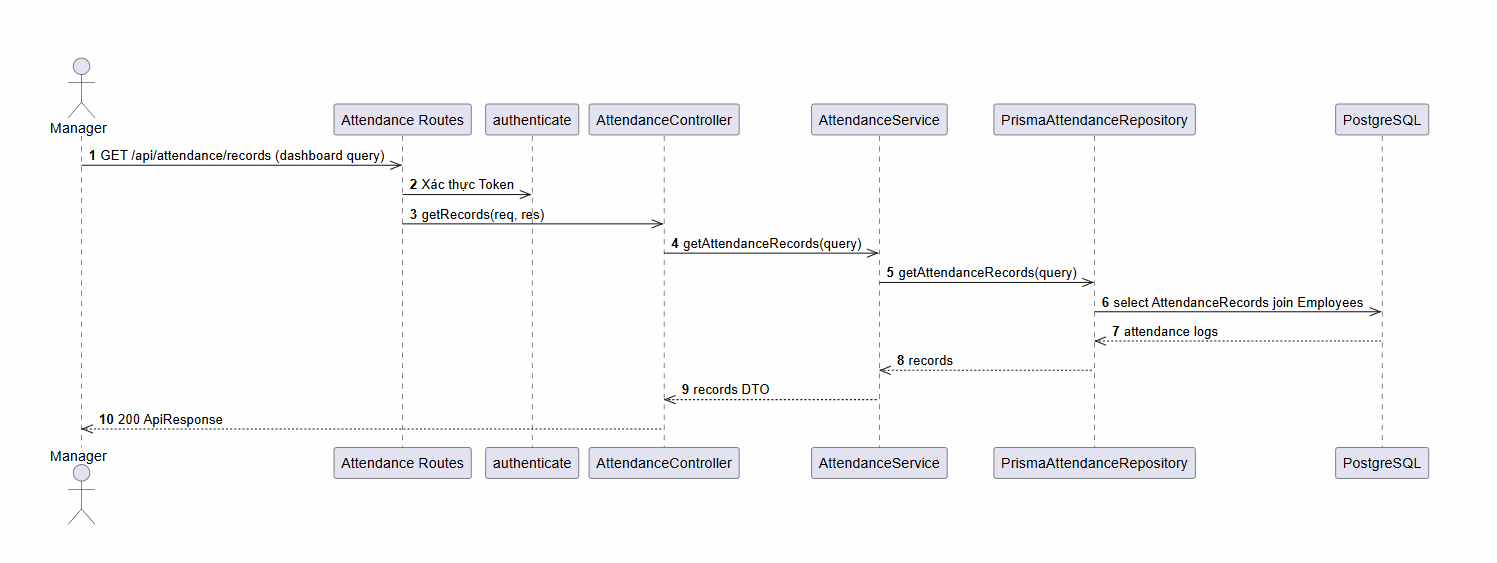 Manager
Attendance Routes
authenticate
AttendanceController
AttendanceService
PrismaAttendanceRepository
PostgreSQL
1 GET /api/attendance/records (dashboard query)
2 Xác thực Token
3 getRecords(req, res)
4 getAttendanceRecords(query)
5 getAttendanceRecords(query)
6 select AttendanceRecords join Employees
7 attendance logs
8 records
9 records DTO
10 200 ApiResponse
Manager
Attendance Routes
authenticate
AttendanceController
AttendanceService
PrismaAttendanceRepository
PostgreSQL